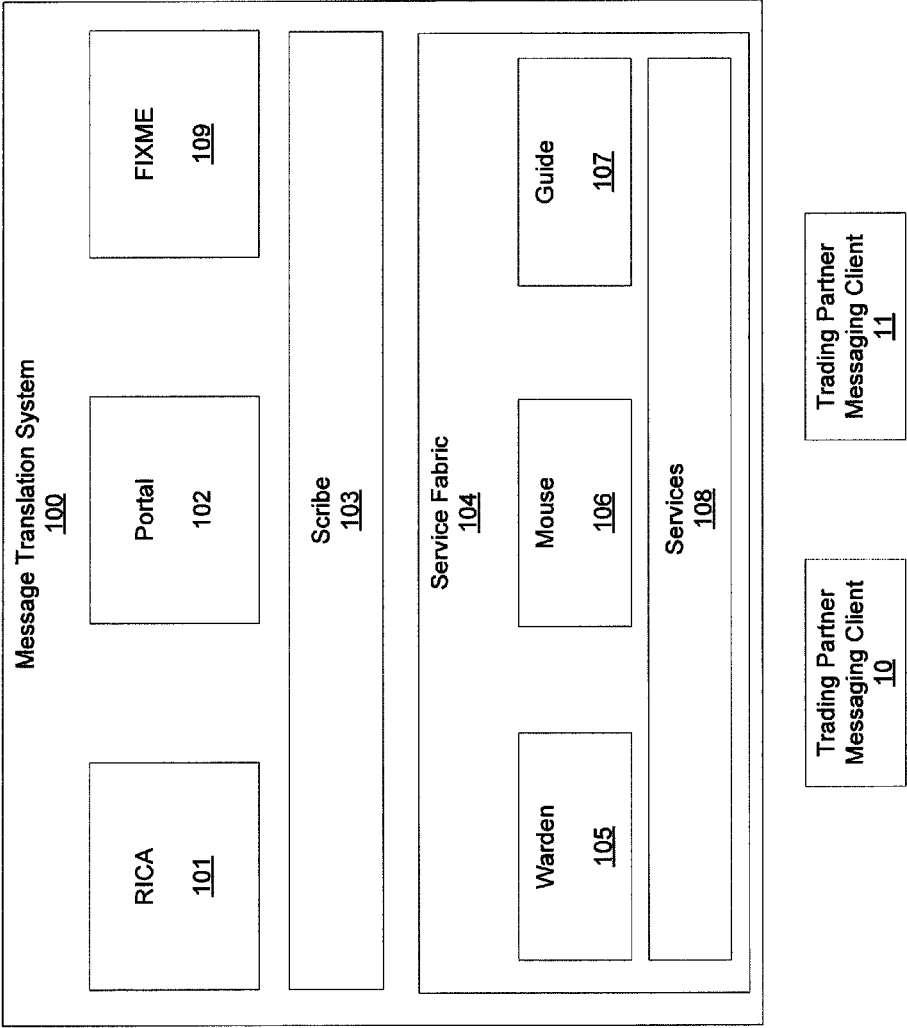 Message Translation System
100
RICA
101
Portal
102
FIXME
109
Scribe
103
Service Fabric
104
Warden
105
Mouse
106
Guide
107
Services
108
Trading Partner
Messaging Client
10
Trading Partner
Messaging Client
11